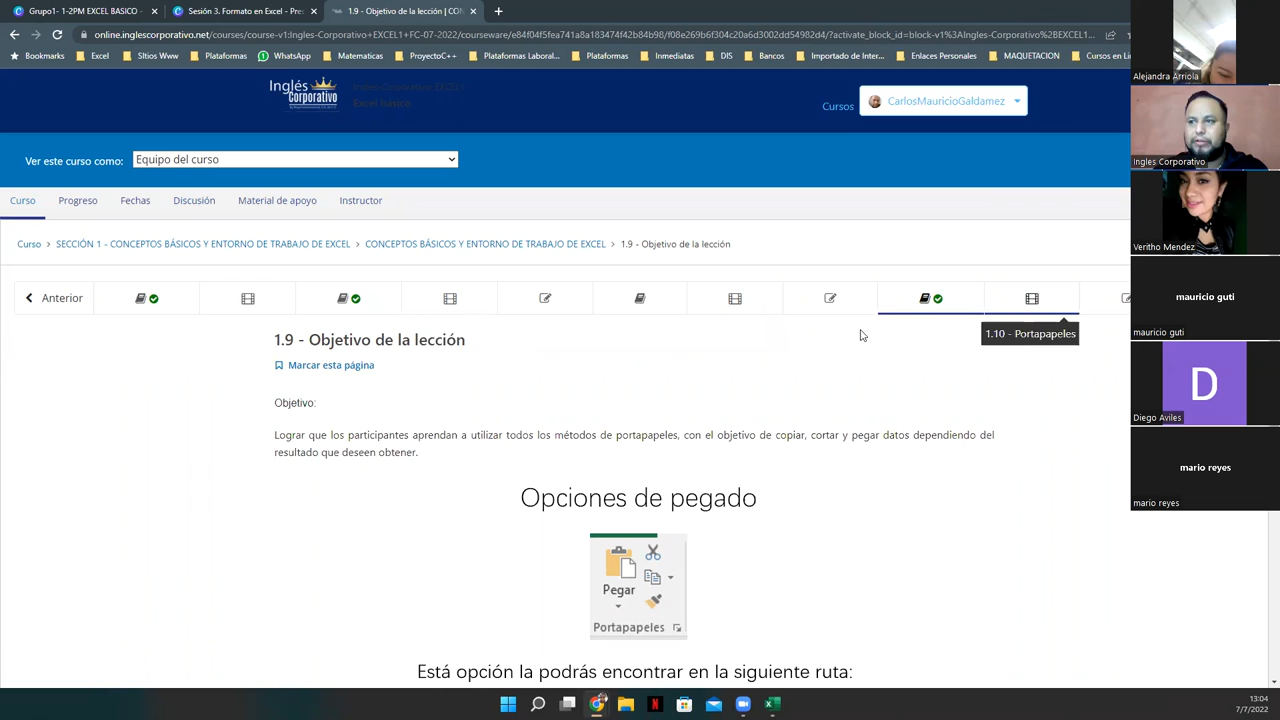 Grupo1- 1-2PM EXCEL BASICO -
Sesión 3. Formato en Excel - Pre
1.9 - Objetivo de la lección | CON
online.inglescorporativo.net/courses/course-v1:Ingles-Corporativo+EXCEL1+FC-07-2022/courseware/e84f04f5fea741a8a183474f42b84b98/f08e269b6f304c20a6d3002dd54982d4/?activate_block_id=block-v1%3AIngles-Corporativo%2BEXCEL1%...
Bookmarks
Excel
Sitios Www
Plataformas
WhatsApp
Matematicas
ProyectoC++
Plataformas Laboral...
Plataformas
Inmediatas
DIS
Bancos
Importado de Inter...
Enlaces Personales
MAQUETACION
Cursos en Lin
Inglés
Corporativo
Ingles-Corporativo EXCEL1
Excel Básico
Cursos
CarlosMauricioGaldamez
Ver este curso como:
Equipo del curso
Curso
Progreso
Fechas
Discusión
Material de apoyo
Instructor
Curso > SECCIÓN 1 - CONCEPTOS BÁSICOS Y ENTORNO DE TRABAJO DE EXCEL > CONCEPTOS BÁSICOS Y ENTORNO DE TRABAJO DE EXCEL > 1.9 - Objetivo de la lección
Anterior
1.10 - Portapapeles
1.9 - Objetivo de la lección
Marcar esta página
Objetivo:
Lograr que los participantes aprendan a utilizar todos los métodos de portapapeles, con el objetivo de copiar, cortar y pegar datos dependiendo del
resultado que deseen obtener.
Opciones de pegado
Pegar
Portapapeles
Está opción la podrás encontrar en la siguiente ruta:
Alejandra Arriola
Ingles Corporativo
Veritho Mendez
mauricio guti
mauricio guti
D
Diego Aviles
mario reyes
mario reyes
13:04
7/7/2022